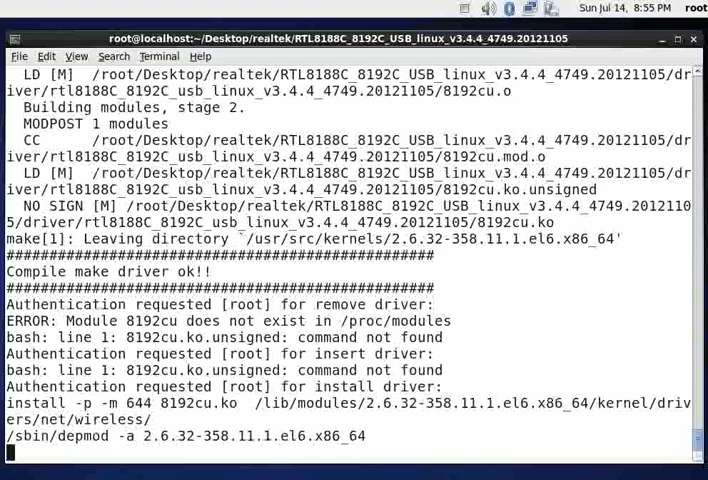 Sun Jul 14, 8:55 PM root
root@localhost:~/Desktop/realtek/RTL8188C_8192C_USB_linux_v3.4.4_4749.20121105
File Edit View Search Terminal Help
  LD [M]  /root/Desktop/realtek/RTL8188C_8192C_USB_linux_v3.4.4_4749.20121105/dr
iver/rtl8188C_8192C_usb_linux_v3.4.4_4749.20121105/8192cu.o
  Building modules, stage 2.
  MODPOST 1 modules
  CC      /root/Desktop/realtek/RTL8188C_8192C_USB_linux_v3.4.4_4749.20121105/dr
iver/rtl8188C_8192C_usb_linux_v3.4.4_4749.20121105/8192cu.mod.o
  LD [M]  /root/Desktop/realtek/RTL8188C_8192C_USB_linux_v3.4.4_4749.20121105/dr
iver/rtl8188C_8192C_usb_linux_v3.4.4_4749.20121105/8192cu.ko.unsigned
  NO SIGN [M] /root/Desktop/realtek/RTL8188C_8192C_USB_linux_v3.4.4_4749.2012110
5/driver/rtl8188C_8192C_usb_linux_v3.4.4_4749.20121105/8192cu.ko
make[1]: Leaving directory `/usr/src/kernels/2.6.32-358.11.1.el6.x86_64'
##################################################
Compile make driver ok!!
##################################################
Authentication requested [root] for remove driver:
ERROR: Module 8192cu does not exist in /proc/modules
bash: line 1: 8192cu.ko.unsigned: command not found
Authentication requested [root] for insert driver:
bash: line 1: 8192cu.ko.unsigned: command not found
Authentication requested [root] for install driver:
install -p -m 644 8192cu.ko  /lib/modules/2.6.32-358.11.1.el6.x86_64/kernel/driv
ers/net/wireless/
/sbin/depmod -a 2.6.32-358.11.1.el6.x86_64